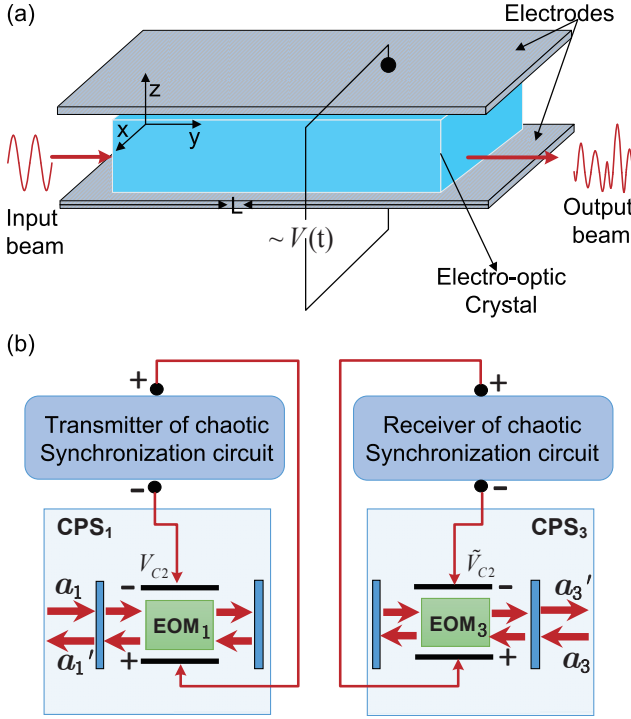 (a)
Electrodes
z
x
y
Input
beam
L
~ V(t)
Output
beam
Electro-optic
Crystal
(b)
+
+
Transmitter of chaotic
Synchronization circuit
Receiver of chaotic
Synchronization circuit
–
–
CPS1
CPS3
VC2
ṼC2
a1
–
–
a3′
EOM1
EOM3
a1′
+
+
a3